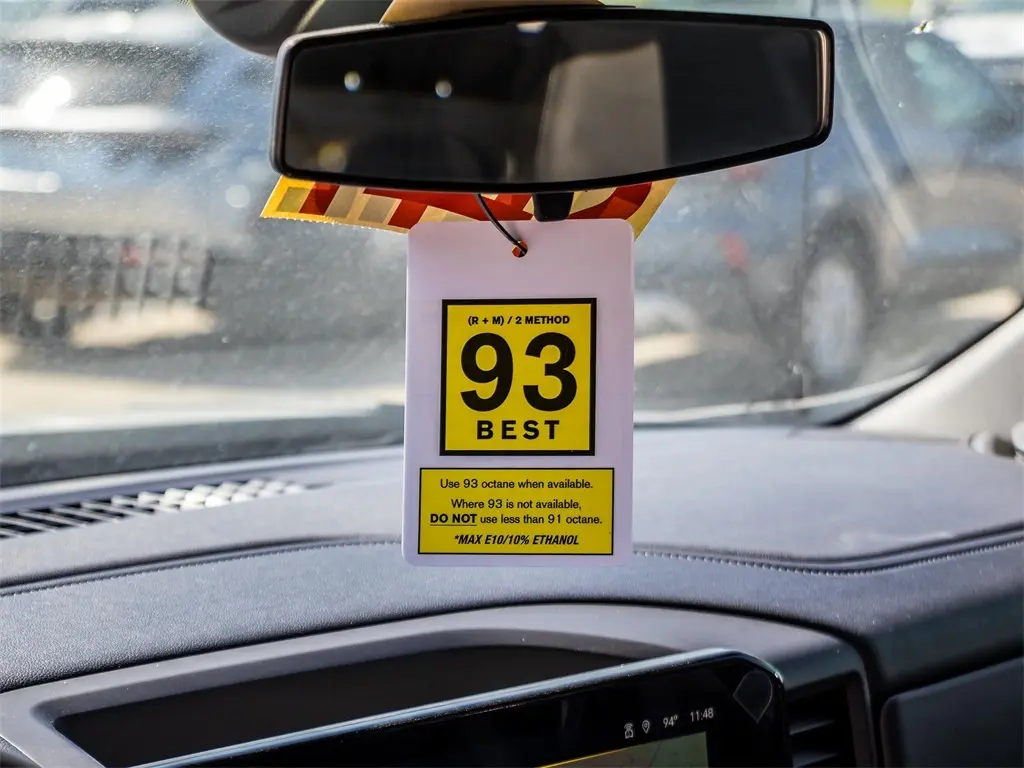 (R + M) / 2 METHOD
93
BEST
Use 93 octane when available.
Where 93 is not available,
DO NOT use less than 91 octane.
*MAX E10/10% ETHANOL
94° 11:48